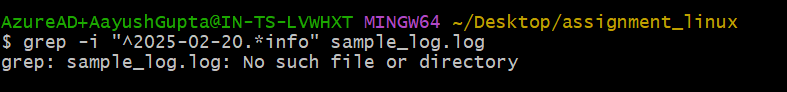 AzureAD+AayushGupta@IN-TS-LVWHXT MINGW64 ~/Desktop/assignment_linux
$ grep -i "^2025-02-20.*info" sample_log.log
grep: sample_log.log: No such file or directory